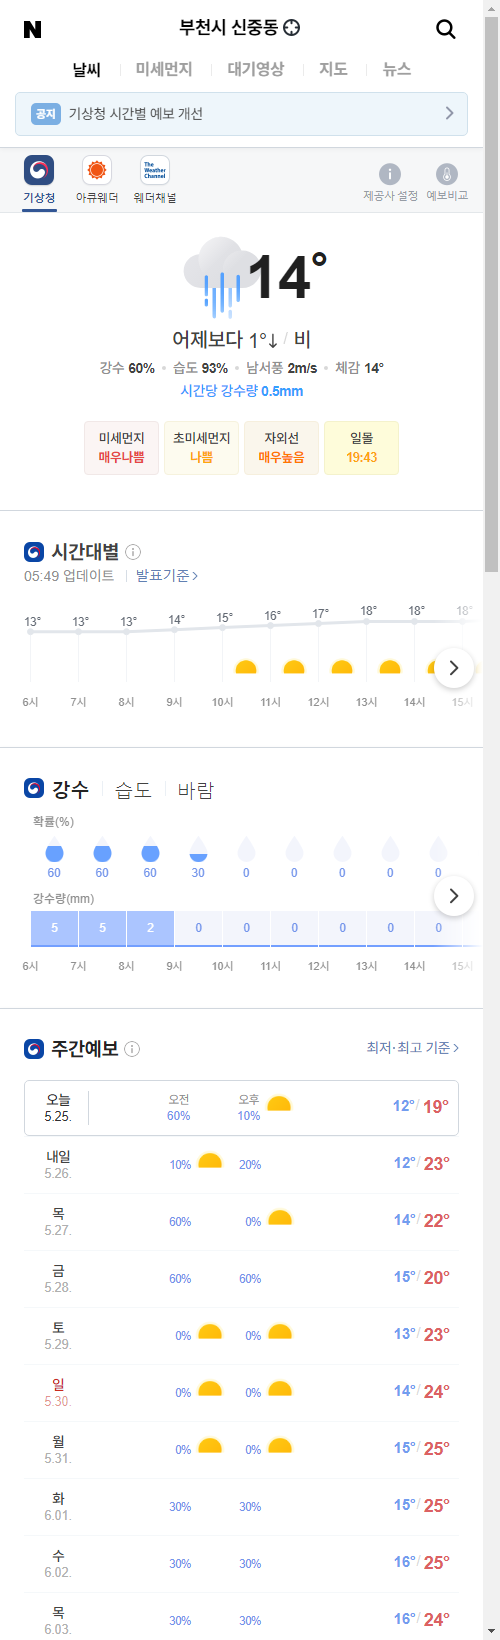 N
부천시 신중동
날씨 미세먼지 대기영상 지도 뉴스
공지 기상청 시간별 예보 개선
The Weather Channel
기상청 아큐웨더 웨더채널 제공사 설정 예보비교
14°
어제보다 1°↓ / 비
강수 60% • 습도 93% • 남서풍 2m/s • 체감 14°
시간당 강수량 0.5mm
미세먼지 초미세먼지 자외선 일몰
매우나쁨 나쁨 매우높음 19:43
시간대별
05:49 업데이트 발표기준 >
13° 13° 13° 14° 15° 16° 17° 18° 18° 18°
6시 7시 8시 9시 10시 11시 12시 13시 14시 15시
강수 습도 바람
확률(%)
60 60 60 30 0 0 0 0 0
강수량(mm)
5 5 2 0 0 0 0 0 0
6시 7시 8시 9시 10시 11시 12시 13시 14시 15시
주간예보 최저·최고 기준 >
오늘 오전 오후
5.25. 60% 10% 12°/ 19°
내일
5.26. 10% 20% 12°/ 23°
목
5.27. 60% 0% 14°/ 22°
금
5.28. 60% 60% 15°/ 20°
토
5.29. 0% 0% 13°/ 23°
일
5.30. 0% 0% 14°/ 24°
월
5.31. 0% 0% 15°/ 25°
화
6.01. 30% 30% 15°/ 25°
수
6.02. 30% 30% 16°/ 25°
목
6.03. 30% 30% 16°/ 24°